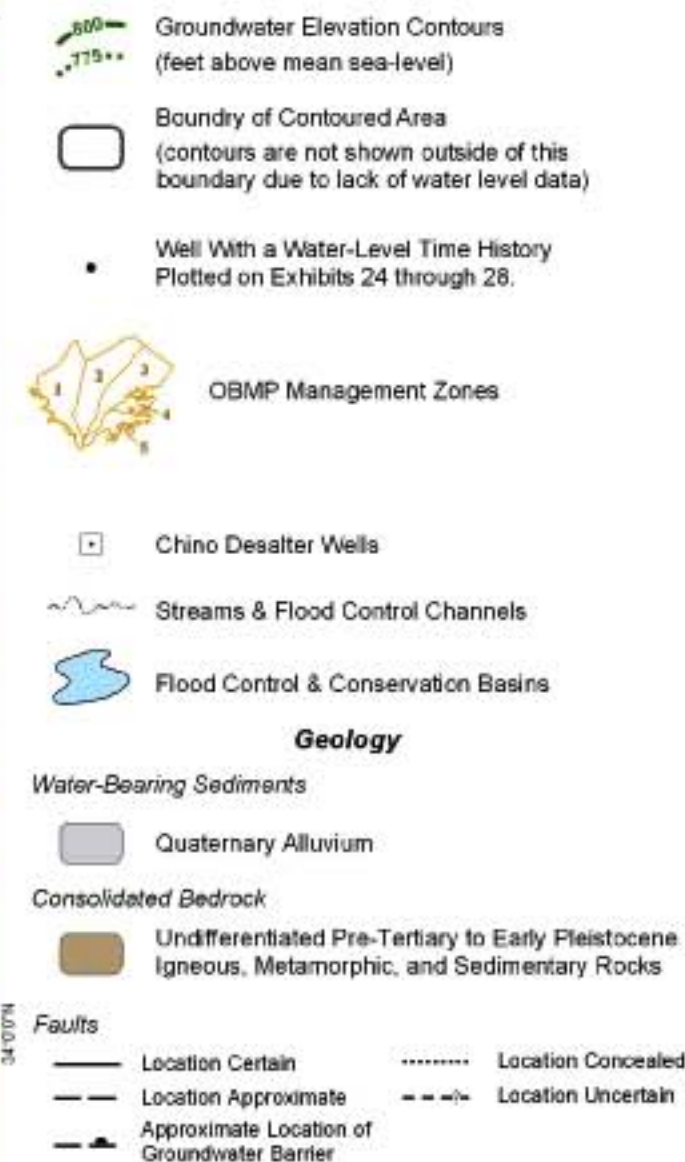 800
Groundwater Elevation Contours
775
(feet above mean sea-level)
Boundry of Contoured Area
(contours are not shown outside of this
boundary due to lack of water level data)
Well With a Water-Level Time History
Plotted on Exhibits 24 through 28.
1 2 3 4 5
OBMP Management Zones
Chino Desalter Wells
Streams & Flood Control Channels
Flood Control & Conservation Basins
Geology
Water-Bearing Sediments
Quaternary Alluvium
Consolidated Bedrock
Undifferentiated Pre-Tertiary to Early Pleistocene
Igneous, Metamorphic, and Sedimentary Rocks
34°0'0"N
Faults
Location Certain
Location Concealed
Location Approximate
Location Uncertain
Approximate Location of
Groundwater Barrier